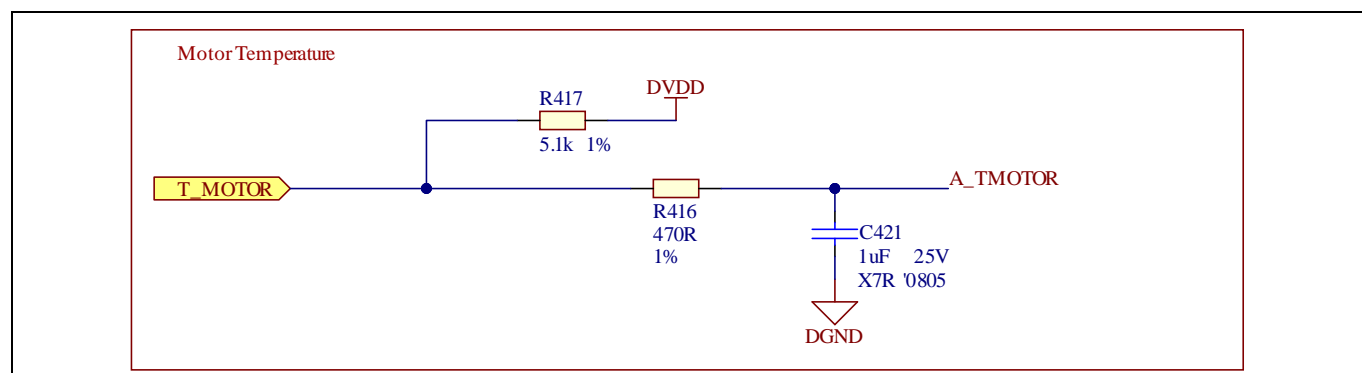 Motor Temperature
R417
DVDD
5.1k 1%
T_MOTOR
A_TMOTOR
R416
470R
1%
C421
1uF 25V
X7R '0805
DGND